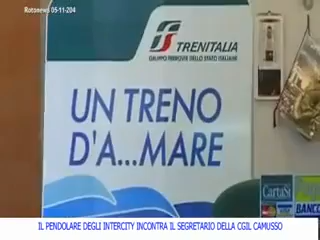 Rotonews 05-11-204
TRENITALIA
GRUPPO FERROVIE DELLO STATO ITALIANE
UN TRENO
D'A...MARE
CartaSi
BANCO
IL PENDOLARE DEGLI INTERCITY INCONTRA IL SEGRETARIO DELLA CGIL CAMUSSO